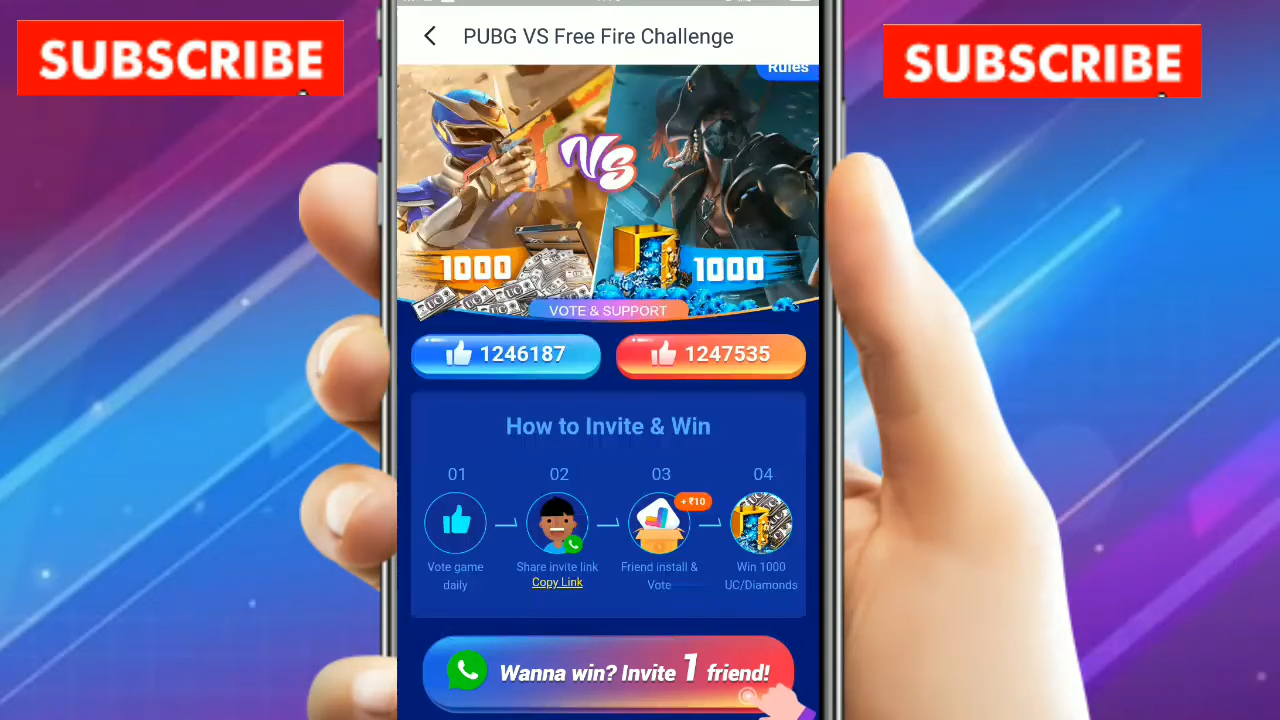 SUBSCRIBE
SUBSCRIBE
PUBG VS Free Fire Challenge
Rules
VS
1000
1000
VOTE & SUPPORT
1246187
1247535
How to Invite & Win
01
02
03
04
+₹10
Vote game
daily
Share invite link
Copy Link
Friend install &
Vote
Win 1000
UC/Diamonds
Wanna win? Invite 1 friend!